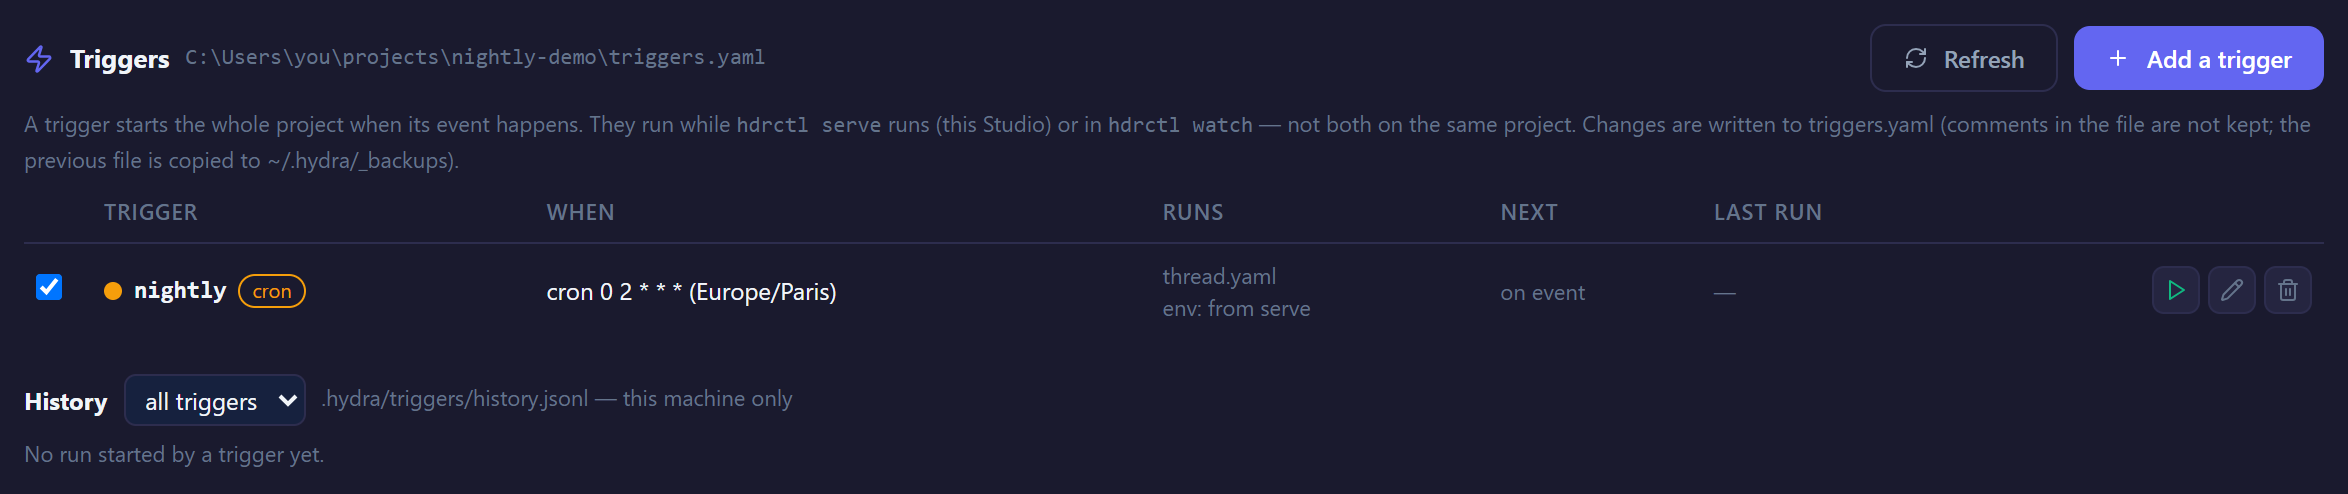 Triggers C:\Users\you\projects\nightly-demo\triggers.yaml
Refresh
Add a trigger
A trigger starts the whole project when its event happens. They run while hdrctl serve runs (this Studio) or in hdrctl watch — not both on the same project. Changes are written to triggers.yaml (comments in the file are not kept; the
previous file is copied to ~/.hydra/_backups).
TRIGGER WHEN RUNS NEXT LAST RUN
nightly cron cron 0 2 * * * (Europe/Paris) thread.yaml on event —
env: from serve
History all triggers .hydra/triggers/history.jsonl — this machine only
No run started by a trigger yet.